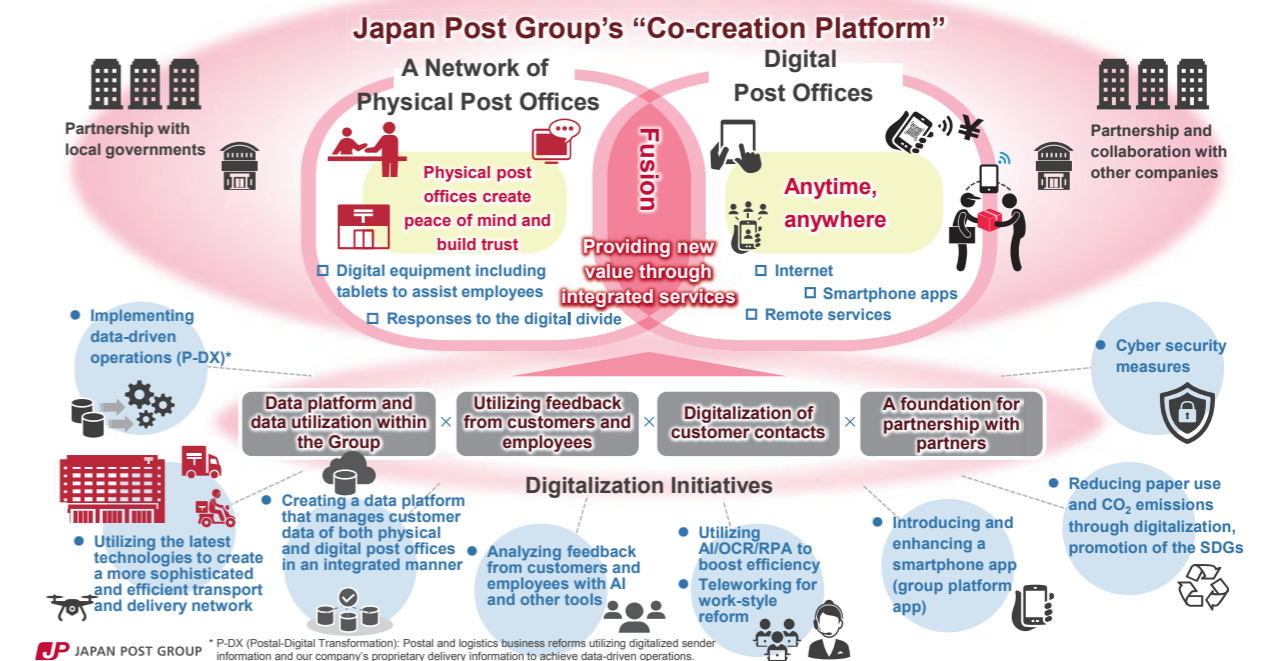 Japan Post Group's “Co-creation Platform”
Partnership with
local governments
A Network of
Physical Post Offices
Physical post
offices create
peace of mind and
build trust
Digital equipment including
tablets to assist employees
Responses to the digital divide
Fusion
Providing new
value through
integrated services
Digital
Post Offices
Anytime,
anywhere
Internet
Smartphone apps
Remote services
Partnership and
collaboration with
other companies
Implementing
data-driven
operations (P-DX)*
Cyber security
measures
Data platform and
data utilization within
the Group
×
Utilizing feedback
from customers and
employees
×
Digitalization of
customer contacts
×
A foundation for
partnership with
partners
Digitalization Initiatives
Utilizing the latest
technologies to create
a more sophisticated
and efficient transport
and delivery network
Creating a data platform
that manages customer
data of both physical
and digital post offices
in an integrated manner
Analyzing feedback
from customers and
employees with AI
and other tools
Utilizing
AI/OCR/RPA to
boost efficiency
Teleworking for
work-style
reform
Introducing and
enhancing a
smartphone app
(group platform
app)
Reducing paper use
and CO₂ emissions
through digitalization,
promotion of the SDGs
JP JAPAN POST GROUP
* P-DX (Postal-Digital Transformation): Postal and logistics business reforms utilizing digitalized sender
information and our company's proprietary delivery information to achieve data-driven operations.